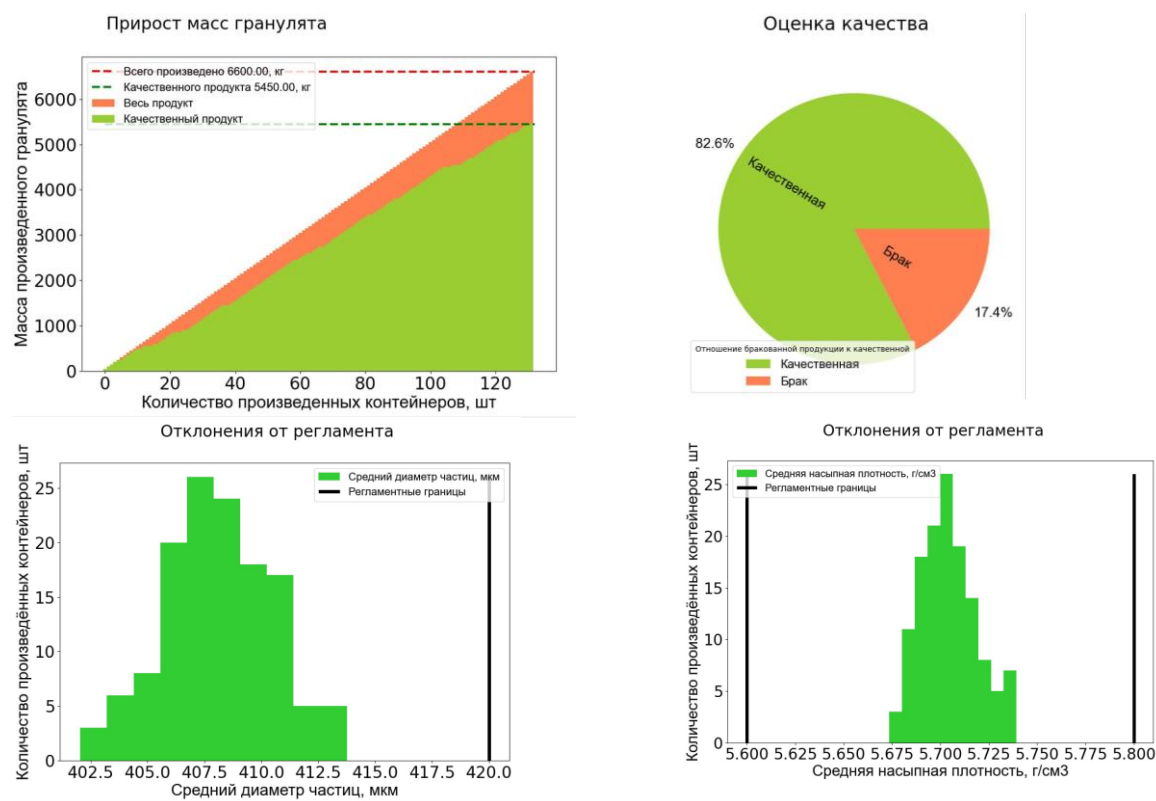 Прирост масс гранулята
Всего произведено 6600.00, кг
Качественного продукта 5450.00, кг
Весь продукт
Качественный продукт
Масса произведенного гранулята
6000
5000
4000
3000
2000
1000
0
0 20 40 60 80 100 120
Количество произведенных контейнеров, шт
Оценка качества
82.6%
Качественная
Брак
17.4%
Отношение бракованной продукции к качественной
Качественная
Брак
Отклонения от регламента
Средний диаметр частиц, мкм
Регламентные границы
Количество произведённых контейнеров, шт
25
20
15
10
5
0
402.5 405.0 407.5 410.0 412.5 415.0 417.5 420.0
Средний диаметр частиц, мкм
Отклонения от регламента
Средняя насыпная плотность, г/см3
Регламентные границы
Количество произведённых контейнеров, шт
25
20
15
10
5
0
5.600 5.625 5.650 5.675 5.700 5.725 5.750 5.775 5.800
Средняя насыпная плотность, г/см3